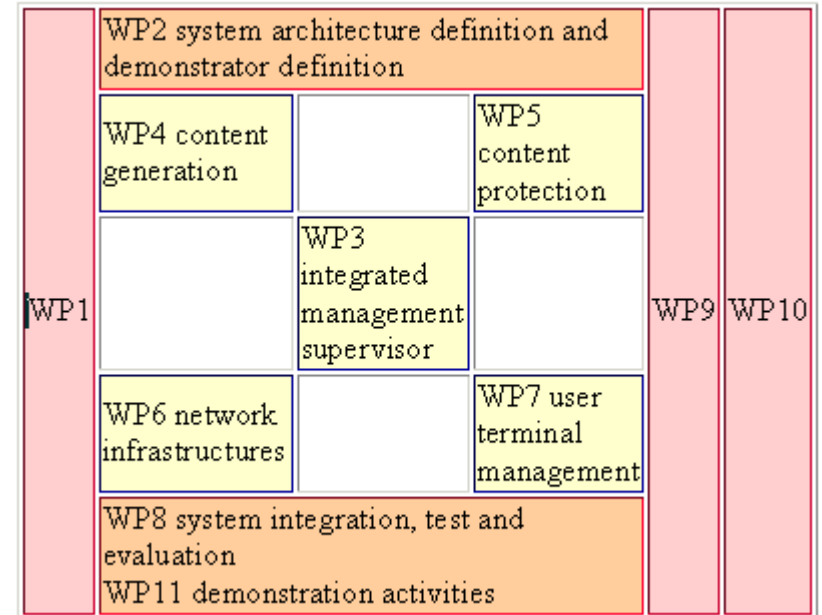 WP2 system architecture definition and
demonstrator definition
WP4 content
generation
WP5
content
protection
WP3
integrated
management
supervisor
WP1
WP9
WP10
WP6 network
infrastructures
WP7 user
terminal
management
WP8 system integration, test and
evaluation
WP11 demonstration activities